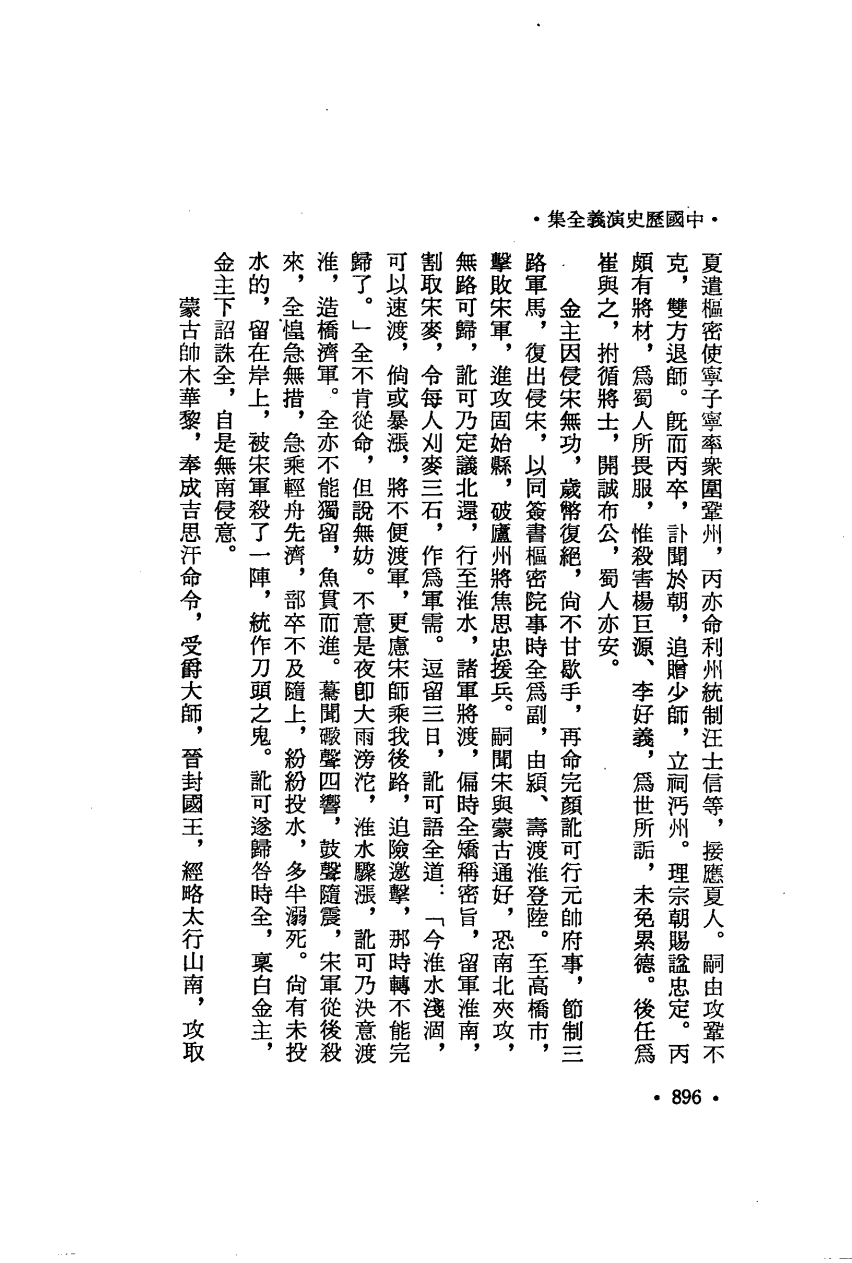 ·中國歷史演義全集·
夏遣樞密使寧子寧率衆圍鞏州，丙亦命利州統制汪士信等，接應夏人。嗣由攻鞏不
克，雙方退師。旣而丙卒，訃聞於朝，追贈少師，立祠沔州。理宗朝賜諡忠定。丙
頗有將材，爲蜀人所畏服，惟殺害楊巨源、李好義，爲世所詬，未免累德。後任爲
崔與之，拊循將士，開誠布公，蜀人亦安。
金主因侵宋無功，歲幣復絕，尙不甘歇手，再命完顏訛可行元帥府事，節制三
路軍馬，復出侵宋，以同簽書樞密院事時全爲副，由潁、壽渡淮登陸。至高橋市，
擊敗宋軍，進攻固始縣，破廬州將焦思忠援兵。嗣聞宋與蒙古通好，恐南北夾攻，
無路可歸，訛可乃定議北還，行至淮水，諸軍將渡，偏時全矯稱密旨，留軍淮南，
割取宋麥，令每人刈麥三石，作爲軍需。逗留三日，訛可語全道：「今淮水淺涸，
可以速渡，倘或暴漲，將不便渡軍，更慮宋師乘我後路，迫險邀擊，那時轉不能完
歸了。」全不肯從命，但說無妨。不意是夜卽大雨滂沱，淮水驟漲，訛可乃決意渡
淮，造橋濟軍。全亦不能獨留，魚貫而進。驀聞礮聲四響，鼓聲隨震，宋軍從後殺
來，全惶急無措，急乘輕舟先濟，部卒不及隨上，紛紛投水，多半溺死。尙有未投
水的，留在岸上，被宋軍殺了一陣，統作刀頭之鬼。訛可遂歸咎時全，稟白金主，
金主下詔誅全，自是無南侵意。
蒙古帥木華黎，奉成吉思汗命令，受爵大師，晉封國王，經略太行山南，攻取
·896·